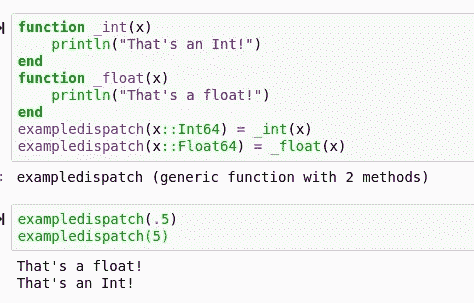 function _int(x)
    println("That's an Int!")
end
function _float(x)
    println("That's a float!")
end
exampledispatch(x::Int64) = _int(x)
exampledispatch(x::Float64) = _float(x)
: exampledispatch (generic function with 2 methods)
exampledispatch(.5)
exampledispatch(5)
That's a float!
That's an Int!